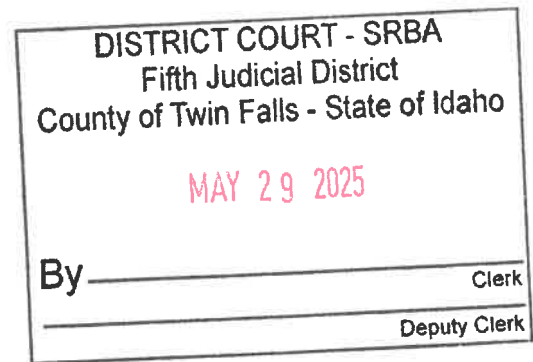 DISTRICT COURT - SRBA
Fifth Judicial District
County of Twin Falls - State of Idaho
MAY 29 2025
By
Clerk
Deputy Clerk